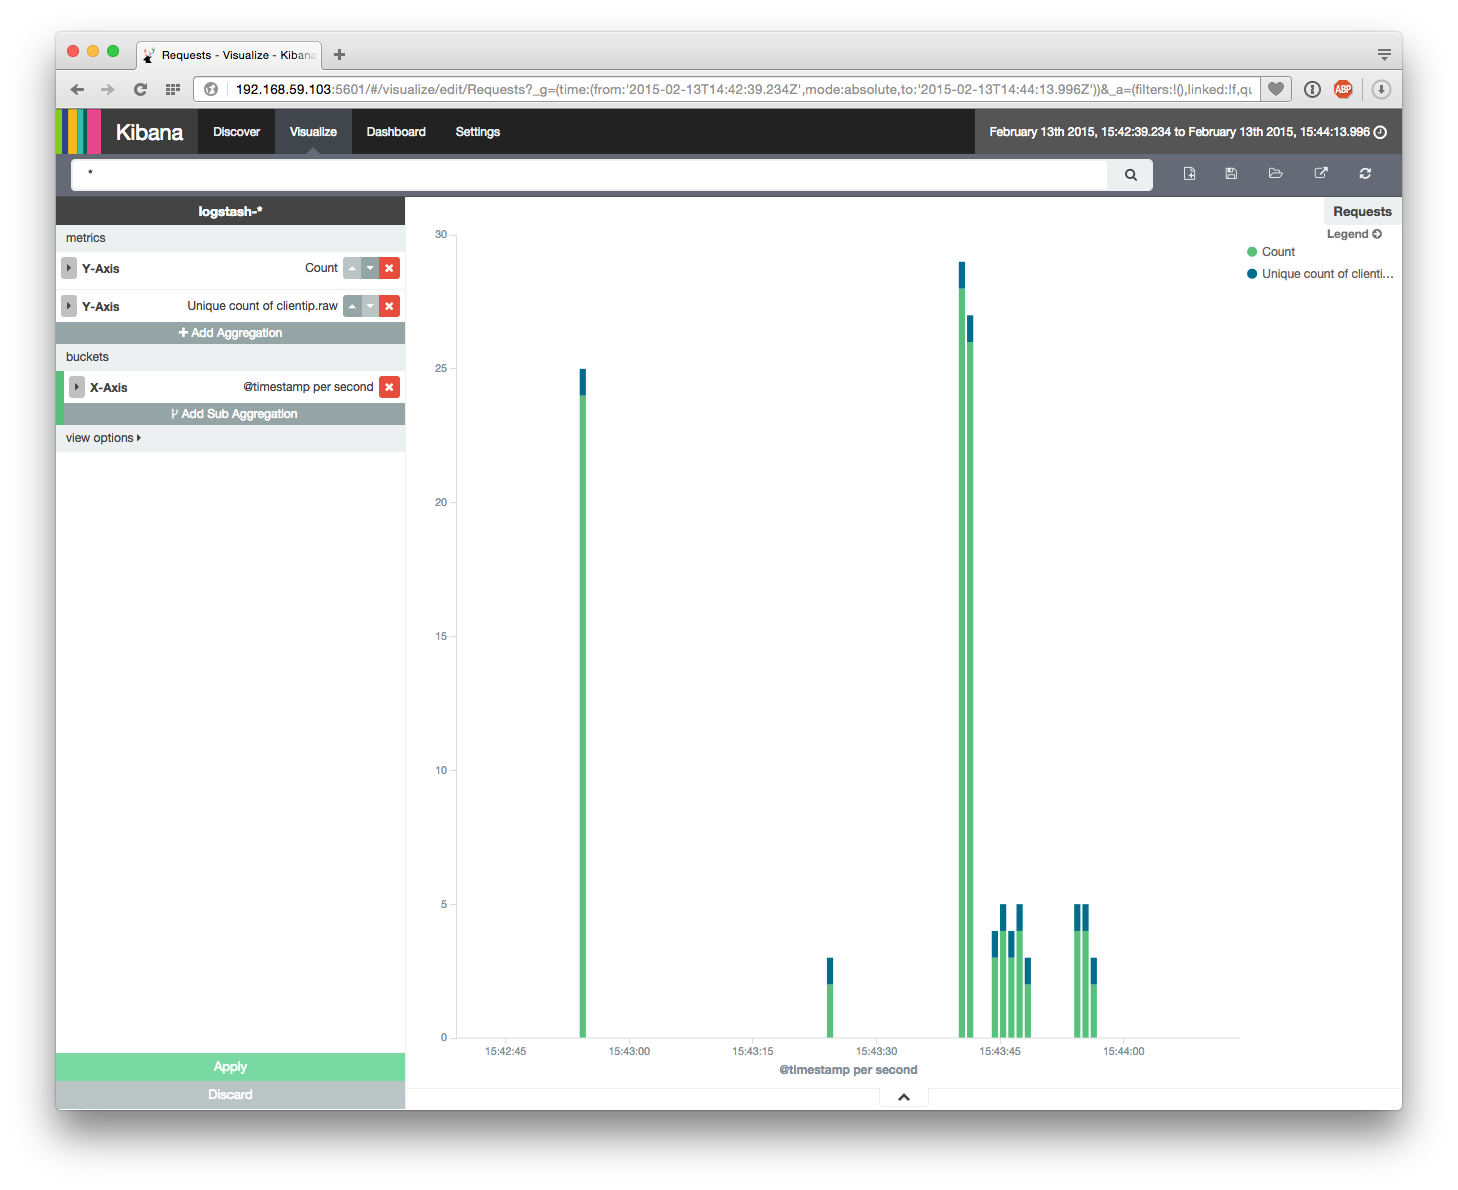 Requests - Visualize - Kibana
192.168.59.103:5601/#/visualize/edit/Requests?_g=(time:(from:'2015-02-13T14:42:39.234Z',mode:absolute,to:'2015-02-13T14:44:13.996Z'))&_a=(filters:!(),linked:!f,qu
ABP
Kibana
Discover
Visualize
Dashboard
Settings
February 13th 2015, 15:42:39.234 to February 13th 2015, 15:44:13.996
*
logstash-*
metrics
Y-Axis Count
Y-Axis Unique count of clientip.raw
Add Aggregation
buckets
X-Axis @timestamp per second
Add Sub Aggregation
view options
Apply
Discard
Requests
Legend
Count
Unique count of clienti...
30
25
20
15
10
5
0
15:42:45 15:43:00 15:43:15 15:43:30 15:43:45 15:44:00
@timestamp per second